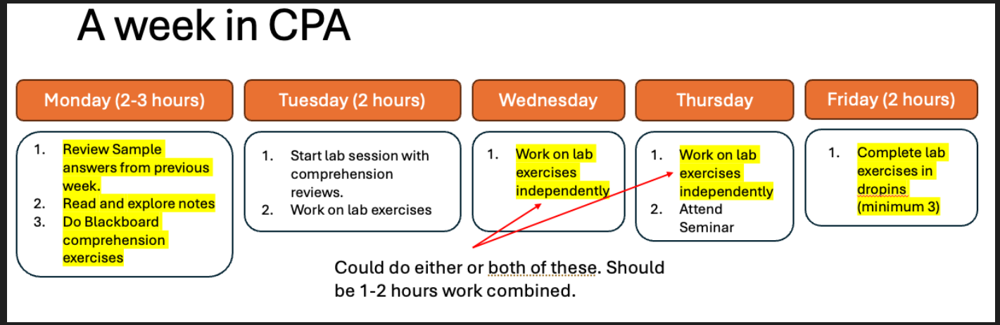 A week in CPA
Monday (2-3 hours)
1. Review Sample
answers from previous
week.
2. Read and explore notes
3. Do Blackboard
comprehension
exercises
Tuesday (2 hours)
1. Start lab session with
comprehension
reviews.
2. Work on lab exercises
Wednesday
1. Work on lab
exercises
independently
Thursday
1. Work on lab
exercises
independently
2. Attend
Seminar
Friday (2 hours)
1. Complete lab
exercises in
dropins
(minimum 3)
Could do either or both of these. Should
be 1-2 hours work combined.